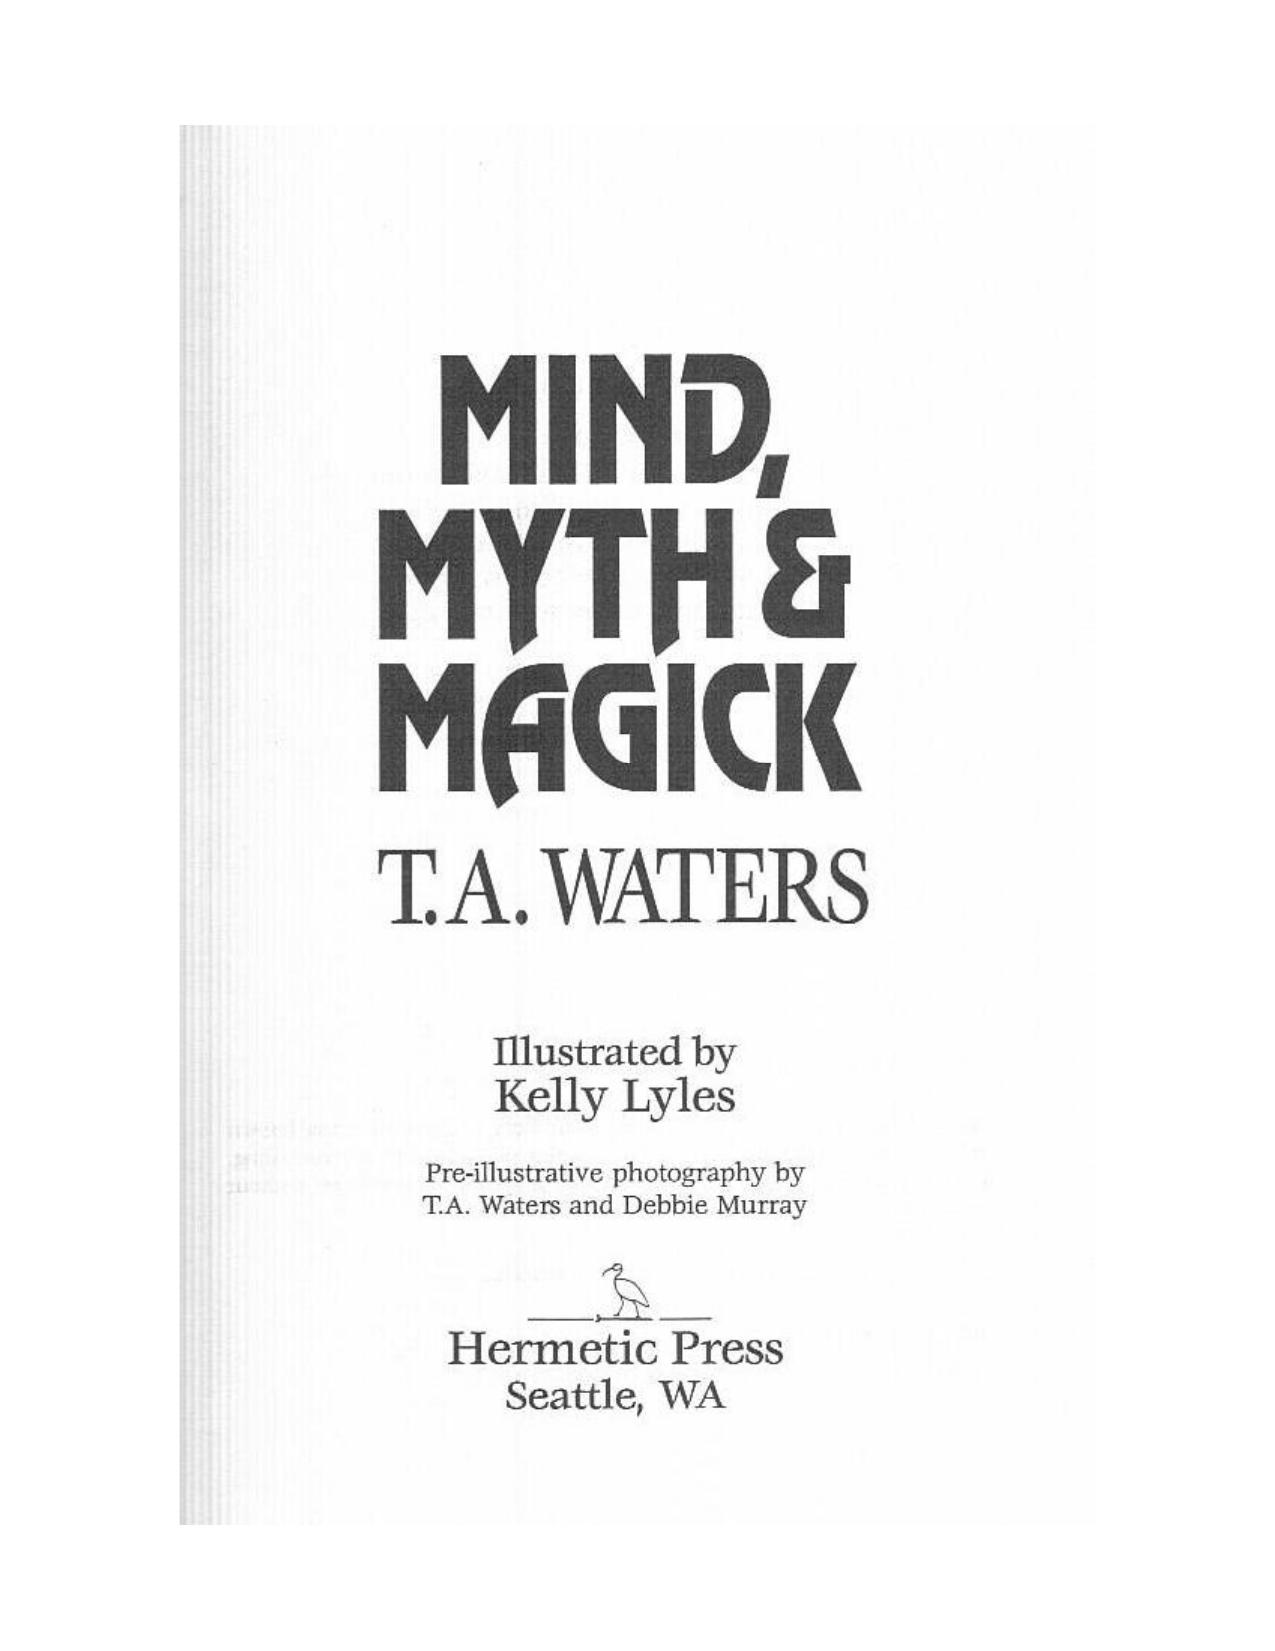 MIND,
MYTH &
MAGICK
T.A. WATERS
Illustrated by
Kelly Lyles
Pre-illustrative photography by
T.A. Waters and Debbie Murray
Hermetic Press
Seattle, WA